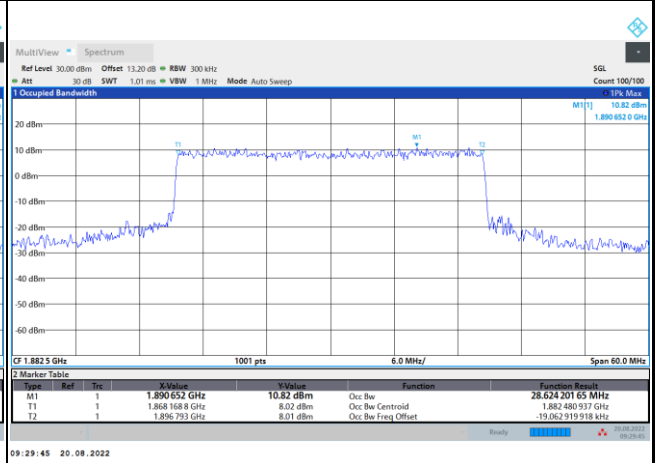 MultiView Spectrum
Ref Level 30.00 dBm Offset 13.20 dB RBW 300 kHz SGL
Att 30 dB SWT 1.01 ms VBW 1 MHz Mode Auto Sweep Count 100/100
1 Occupied Bandwidth 1Pk Max
M1[1] 10.82 dBm
1.890 652 0 GHz
20 dBm
M1
T1 T2
10 dBm
0 dBm
-10 dBm
-20 dBm
-30 dBm
-40 dBm
-50 dBm
-60 dBm
CF 1.882 5 GHz 1001 pts 6.0 MHz/ Span 60.0 MHz
2 Marker Table
Type Ref Trc X-Value Y-Value Function Function Result
M1 1 1.890 652 GHz 10.82 dBm Occ Bw 28.624 201 65 MHz
T1 1 1.868 168 8 GHz 8.02 dBm Occ Bw Centroid 1.882 480 937 GHz
T2 1 1.896 793 GHz 8.01 dBm Occ Bw Freq Offset -19.062 919 918 kHz
Ready 20.08.2022
09:29:45
09:29:45 20.08.2022